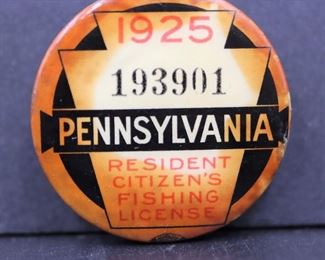 1925
193901
PENNSYLVANIA
RESIDENT
CITIZEN'S
FISHING
LICENSE